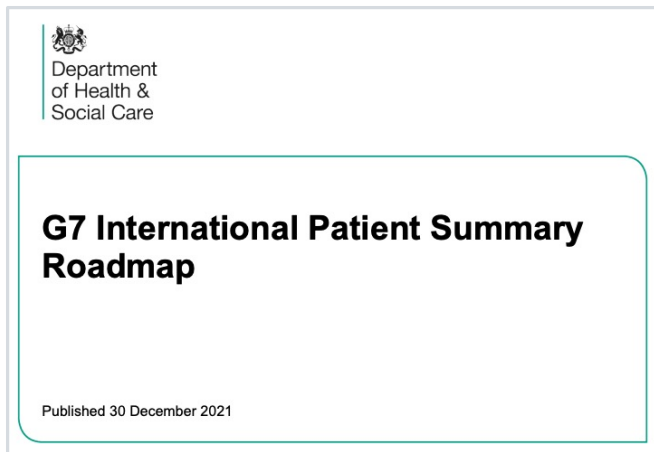 Department
of Health &
Social Care
G7 International Patient Summary
Roadmap
Published 30 December 2021